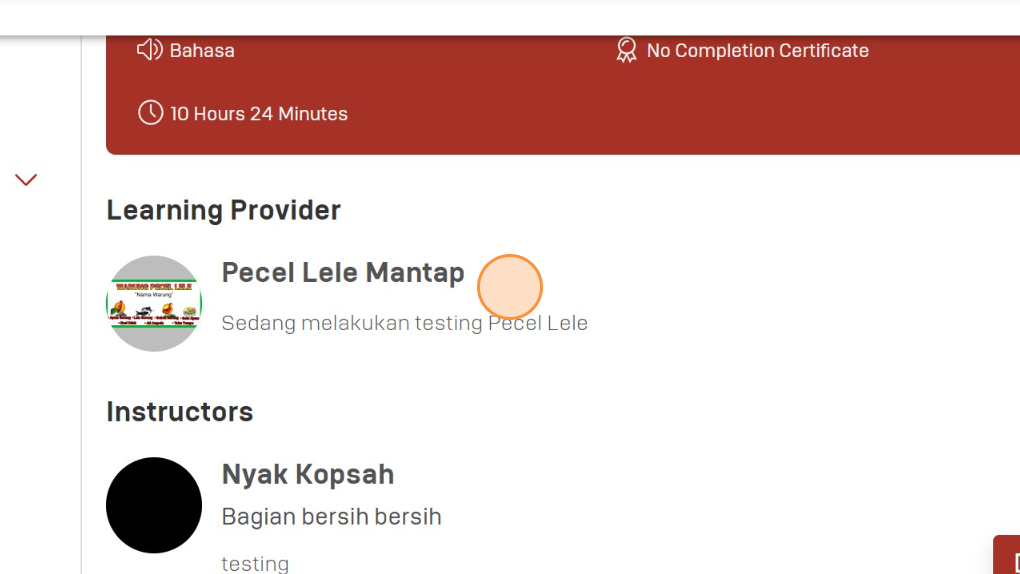 Bahasa
No Completion Certificate
10 Hours 24 Minutes
Learning Provider
WARUNG PECEL LELE
"Nama Warung"
Pecel Lele Mantap
Sedang melakukan testing Pecel Lele
Instructors
Nyak Kopsah
Bagian bersih bersih
testing